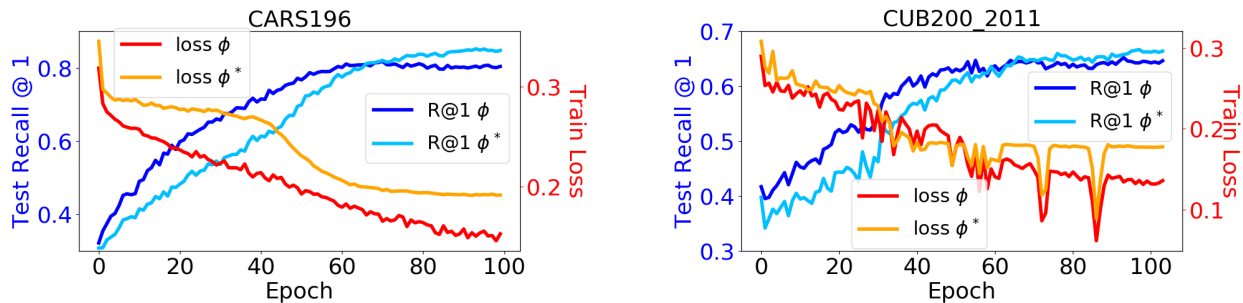 CARS196
Test Recall @ 1
0.4
0.6
0.8
loss ϕ
loss ϕ*
R@1 ϕ
R@1 ϕ*
0.3
0.2
Train Loss
0 20 40 60 80 100
Epoch
CUB200_2011
Test Recall @ 1
0.7
0.6
0.5
0.4
0.3
R@1 ϕ
R@1 ϕ*
loss ϕ
loss ϕ*
0.3
0.2
0.1
Train Loss
0 20 40 60 80 100
Epoch